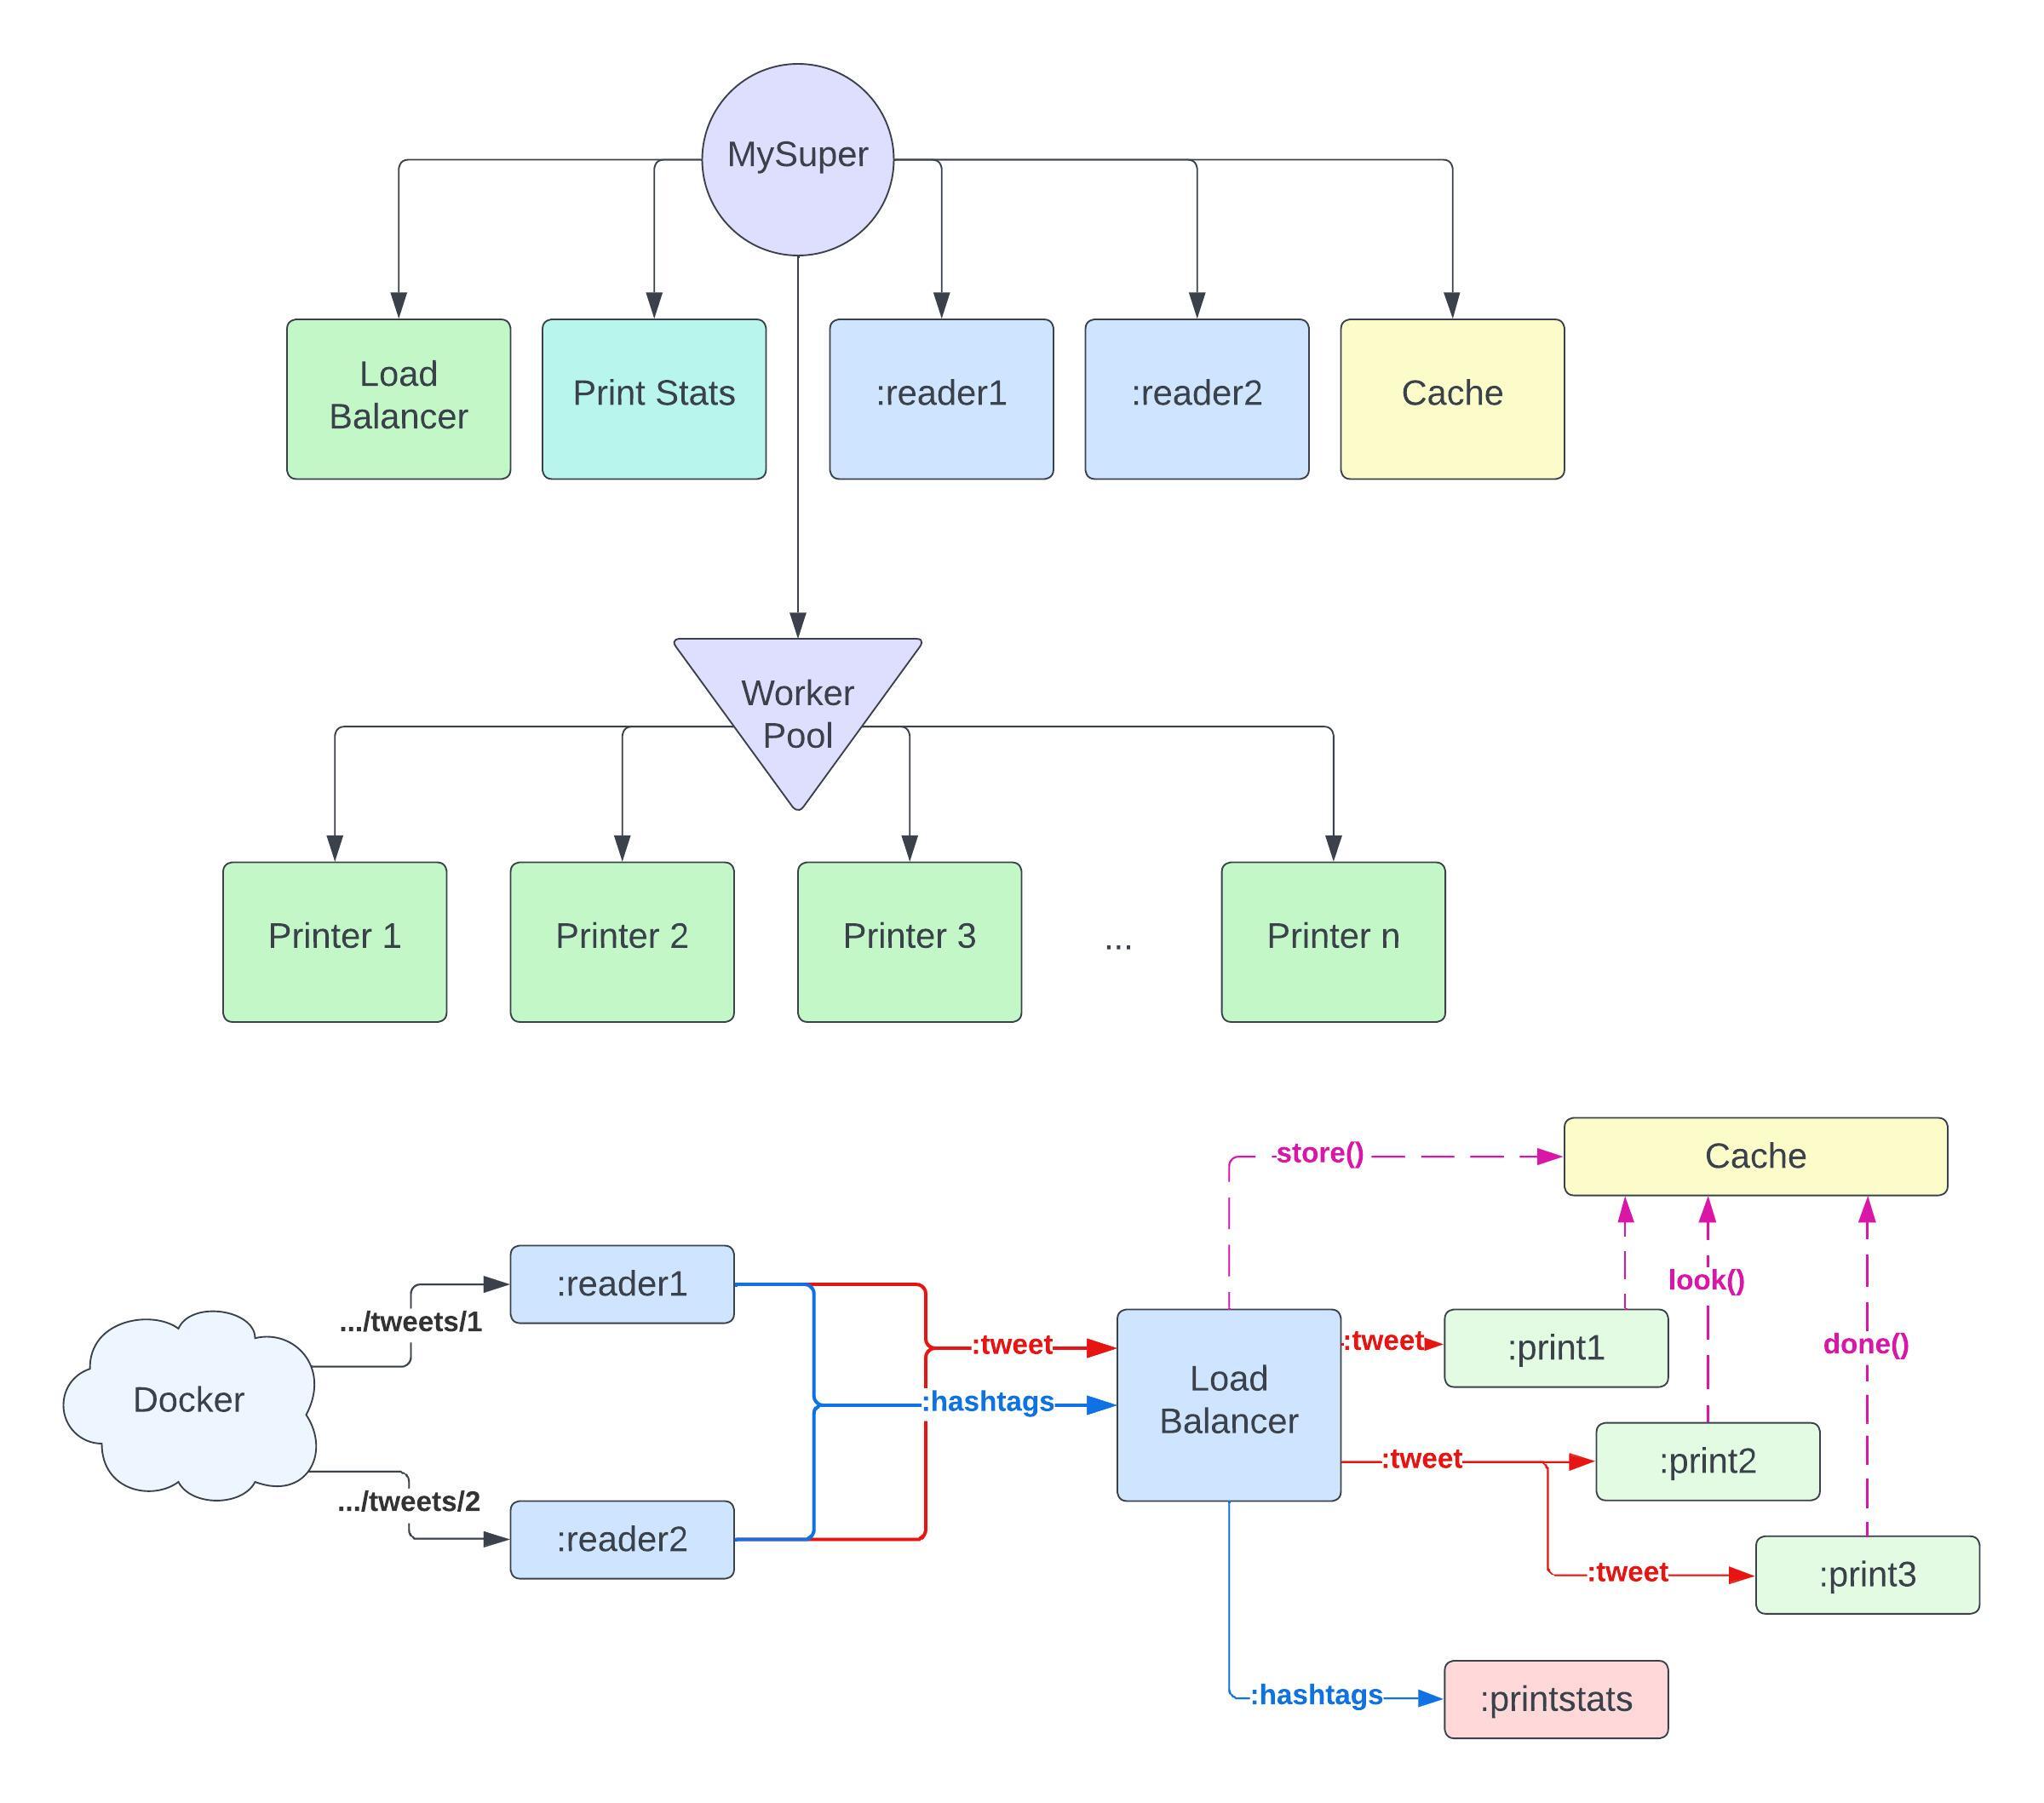 MySuper
Load
Balancer
Print Stats
:reader1
:reader2
Cache
Worker
Pool
Printer 1
Printer 2
Printer 3
...
Printer n
store()
Cache
:reader1
look()
.../tweets/1
:tweet
:tweet
:print1
done()
Docker
:hashtags
Load
Balancer
:tweet
:print2
.../tweets/2
:reader2
:tweet
:print3
:hashtags
:printstats